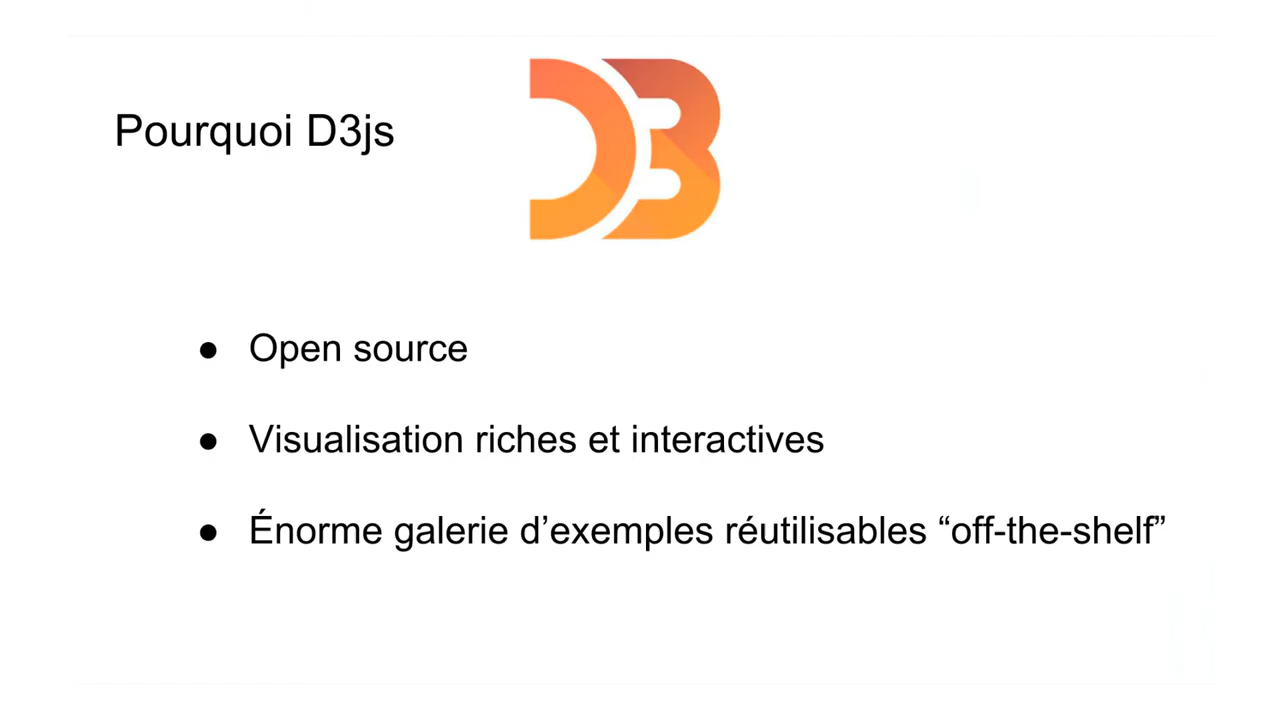 D3
Pourquoi D3js
● Open source
● Visualisation riches et interactives
● Énorme galerie d’exemples réutilisables “off-the-shelf”